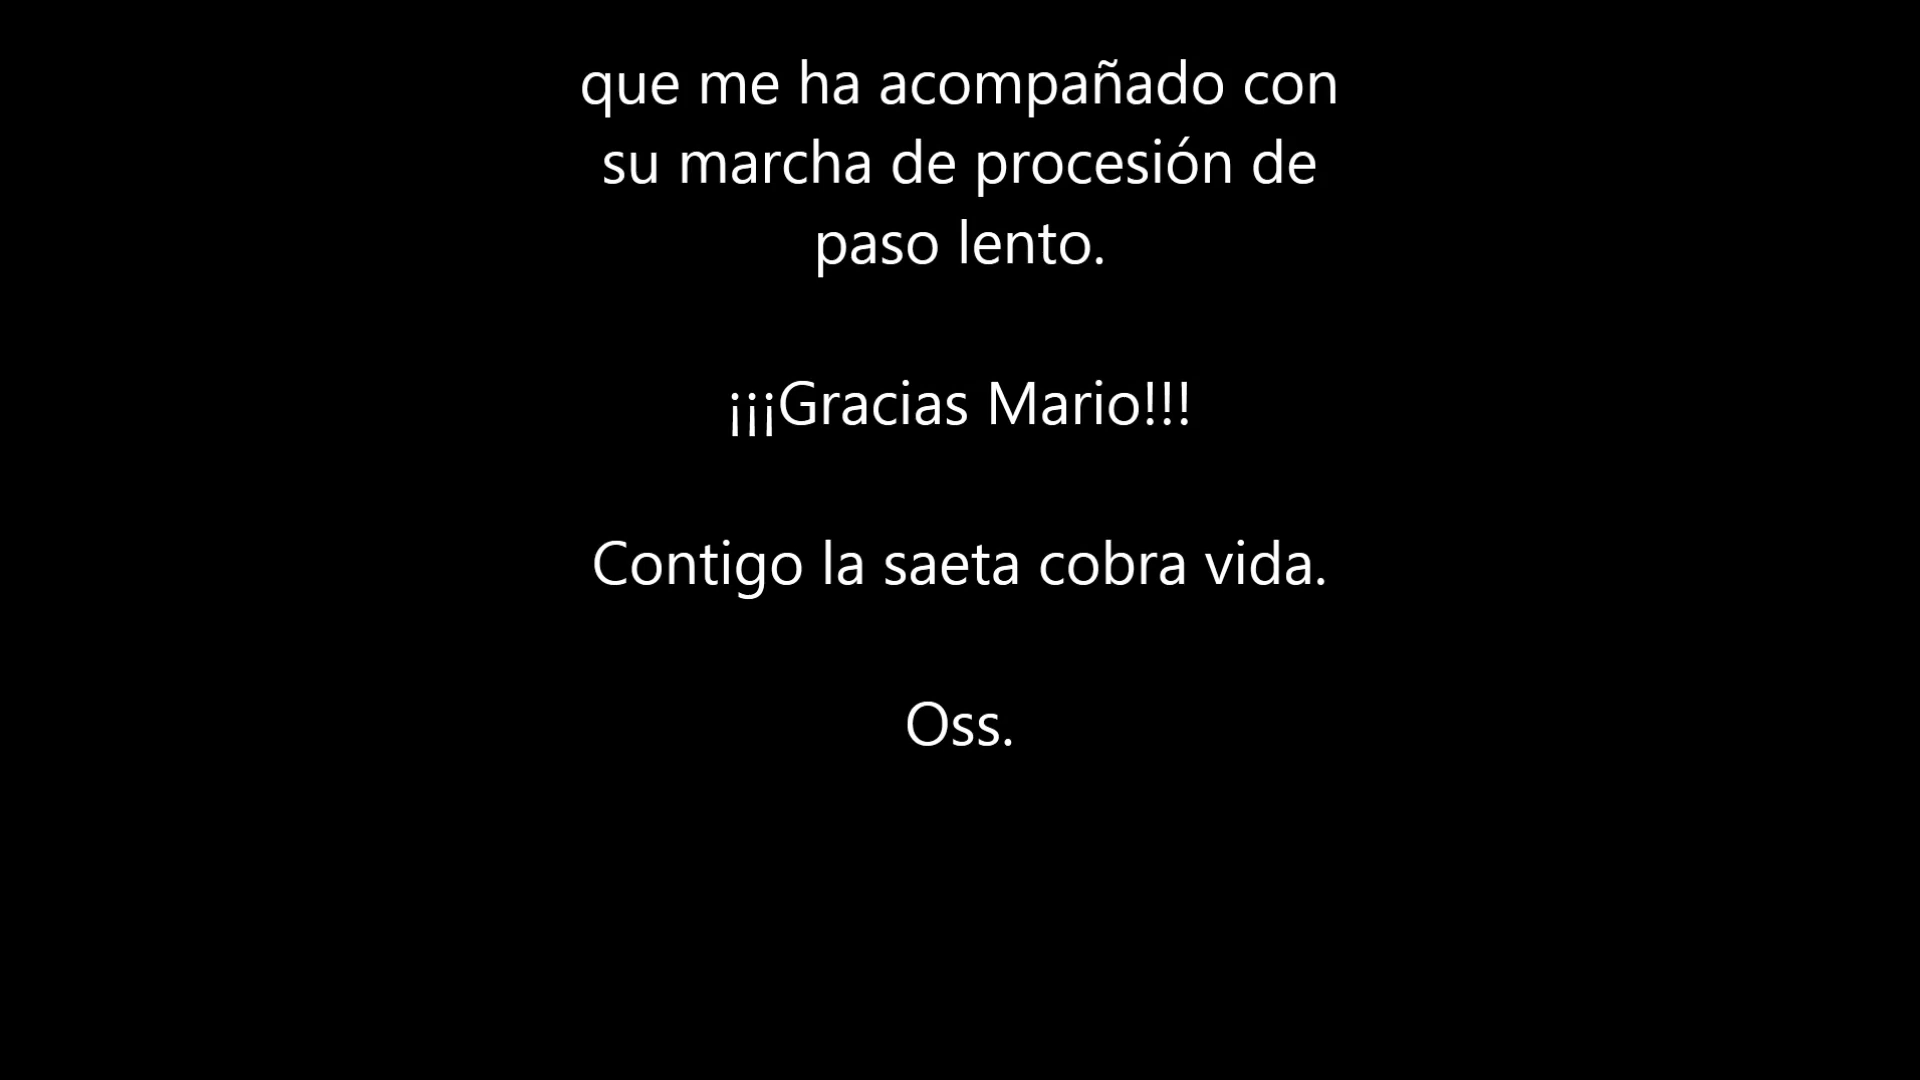 que me ha acompañado con
su marcha de procesión de
paso lento.
¡¡¡Gracias Mario!!!
Contigo la saeta cobra vida.
Oss.